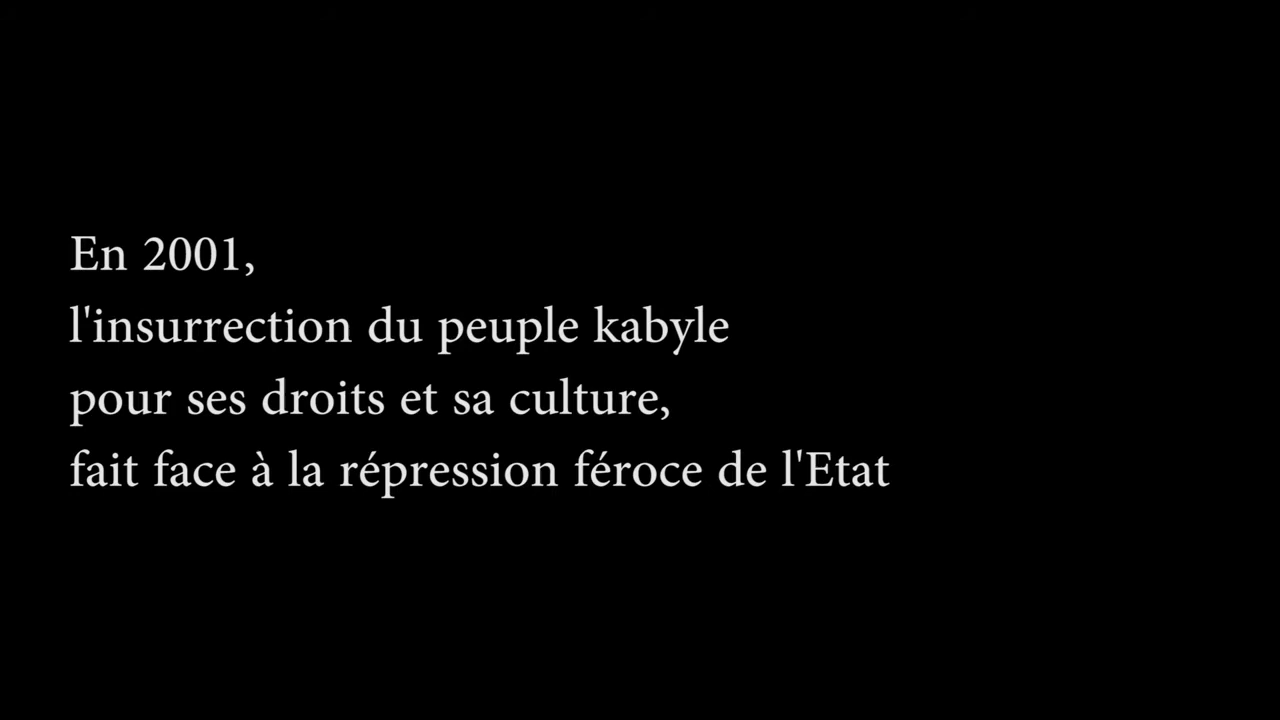 En 2001,
l'insurrection du peuple kabyle
pour ses droits et sa culture,
fait face à la répression féroce de l'Etat